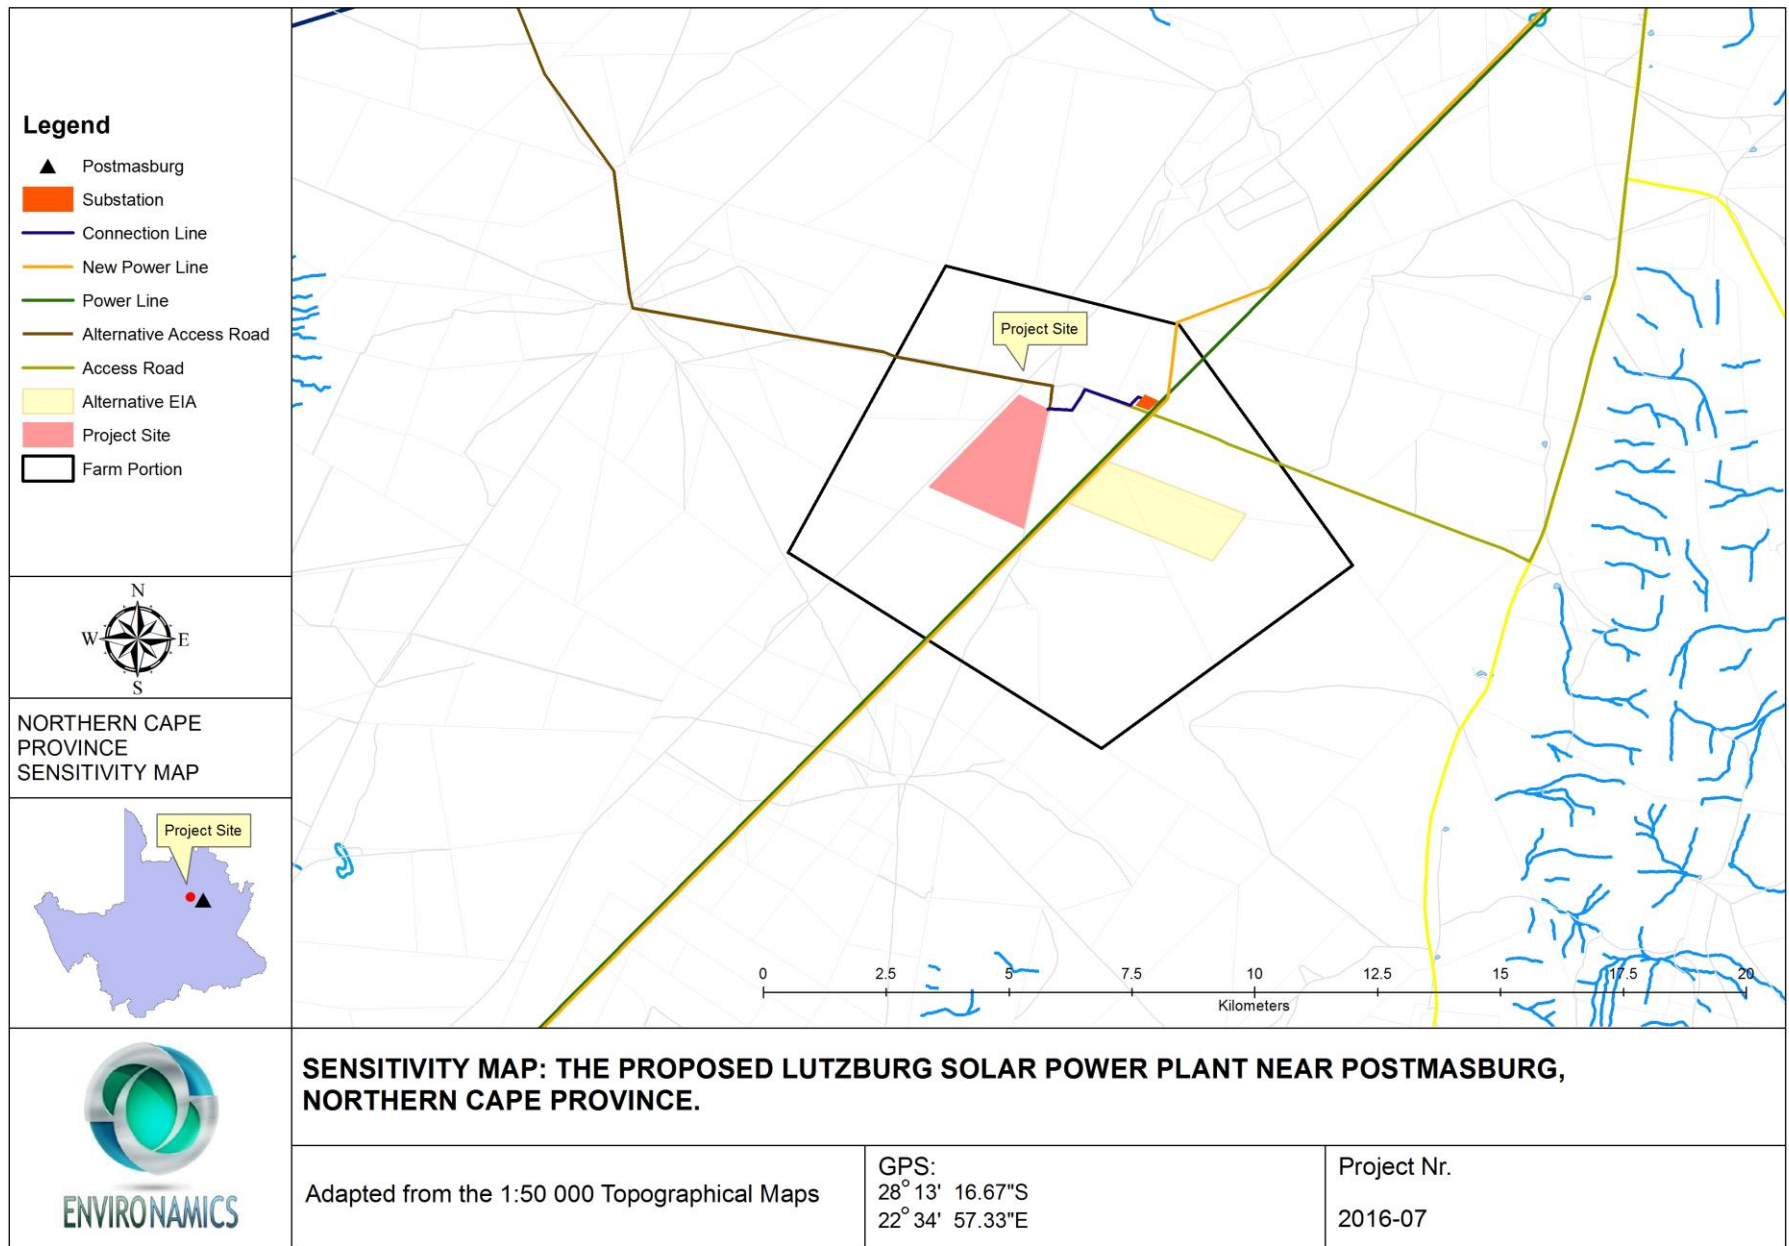 Legend
Postmasburg
Substation
Connection Line
New Power Line
Power Line
Alternative Access Road
Access Road
Alternative EIA
Project Site
Farm Portion
N
W E
S
NORTHERN CAPE
PROVINCE
SENSITIVITY MAP
Project Site
ENVIRONAMICS
Project Site
0 2.5 5 7.5 10 12.5 15 17.5 20
Kilometers
SENSITIVITY MAP: THE PROPOSED LUTZBURG SOLAR POWER PLANT NEAR POSTMASBURG,
NORTHERN CAPE PROVINCE.
Adapted from the 1:50 000 Topographical Maps
GPS:
28° 13' 16.67"S
22° 34' 57.33"E
Project Nr.
2016-07